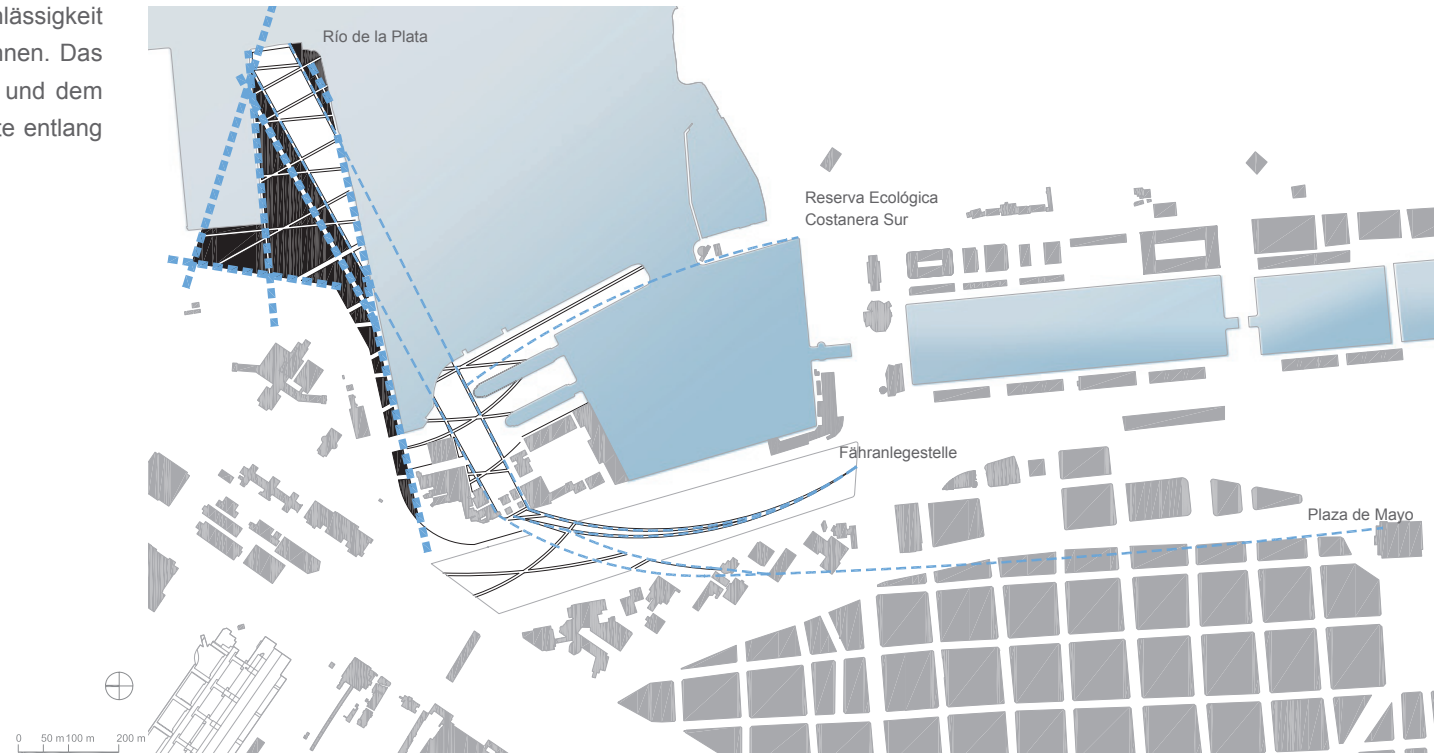 nlässigkeit
nnen. Das
und dem
te entlang
Río de la Plata
Reserva Ecológica
Costanera Sur
Fähranlegestelle
Plaza de Mayo
0 50 m 100 m 200 m